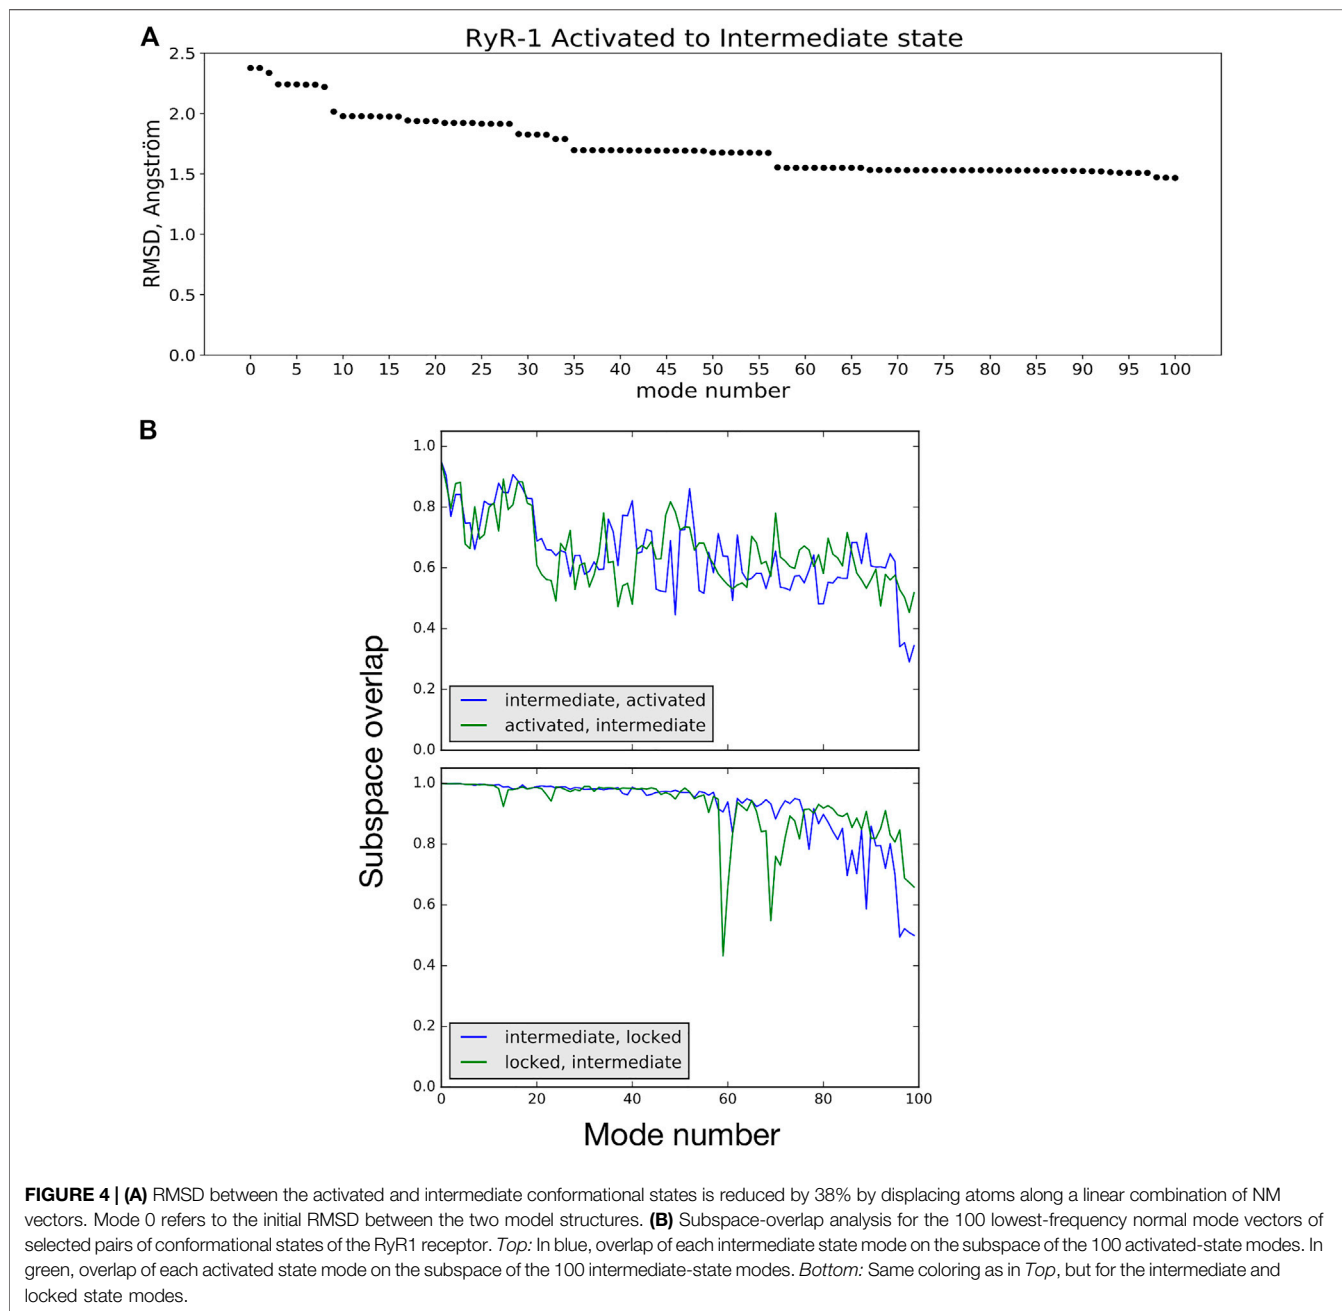 A
RyR-1 Activated to Intermediate state
2.5
2.0
1.5
1.0
0.5
0.0
RMSD, Angström
0 5 10 15 20 25 30 35 40 45 50 55 60 65 70 75 80 85 90 95 100
mode number
B
1.0
0.8
0.6
0.4
0.2
0.0
intermediate, activated
activated, intermediate
Subspace overlap
1.0
0.8
0.6
0.4
0.2
0.0
intermediate, locked
locked, intermediate
0 20 40 60 80 100
Mode number
FIGURE 4 | (A) RMSD between the activated and intermediate conformational states is reduced by 38% by displacing atoms along a linear combination of NM
vectors. Mode 0 refers to the initial RMSD between the two model structures. (B) Subspace-overlap analysis for the 100 lowest-frequency normal mode vectors of
selected pairs of conformational states of the RyR1 receptor. Top: In blue, overlap of each intermediate state mode on the subspace of the 100 activated-state modes. In
green, overlap of each activated state mode on the subspace of the 100 intermediate-state modes. Bottom: Same coloring as in Top, but for the intermediate and
locked state modes.